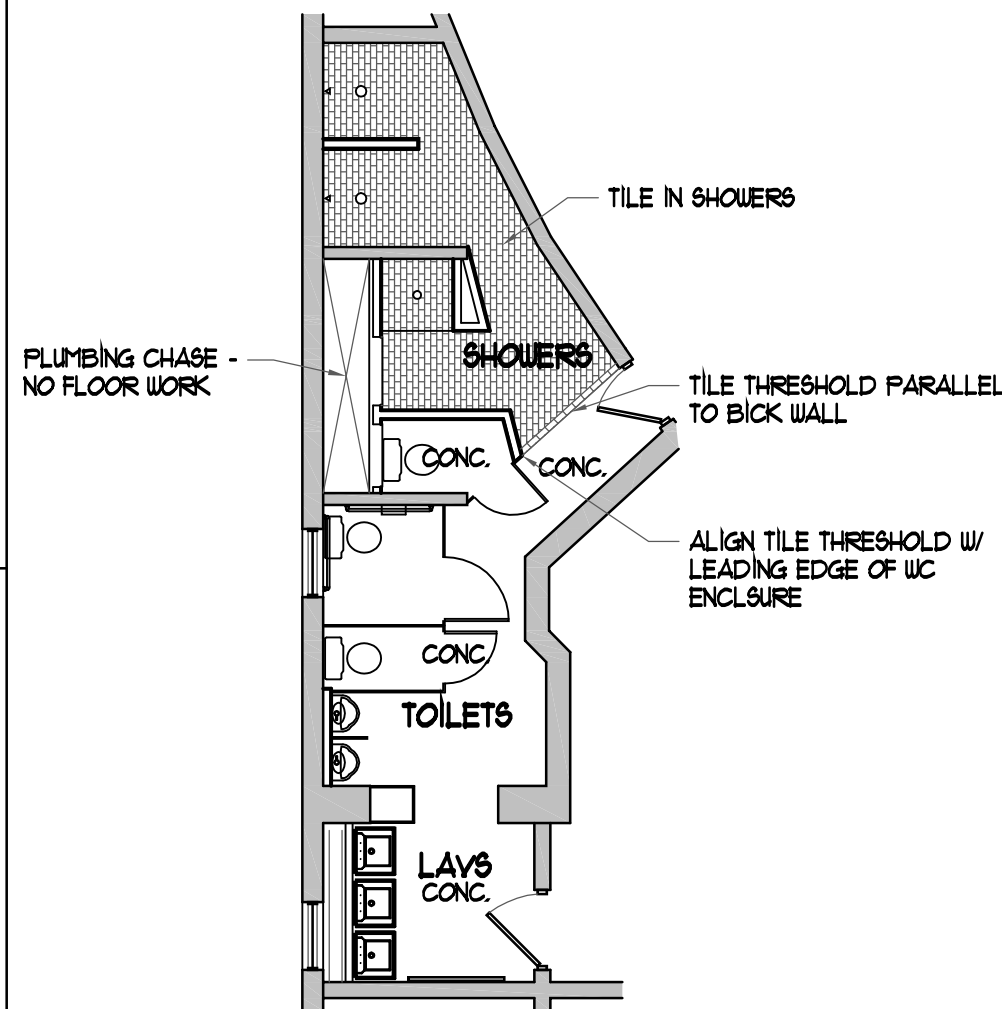 TILE IN SHOWERS
PLUMBING CHASE -
NO FLOOR WORK
SHOWERS
TILE THRESHOLD PARALLEL
TO BICK WALL
CONC.
CONC.
ALIGN TILE THRESHOLD W/
LEADING EDGE OF WC
ENCLSURE
CONC.
TOILETS
LAVS
CONC.